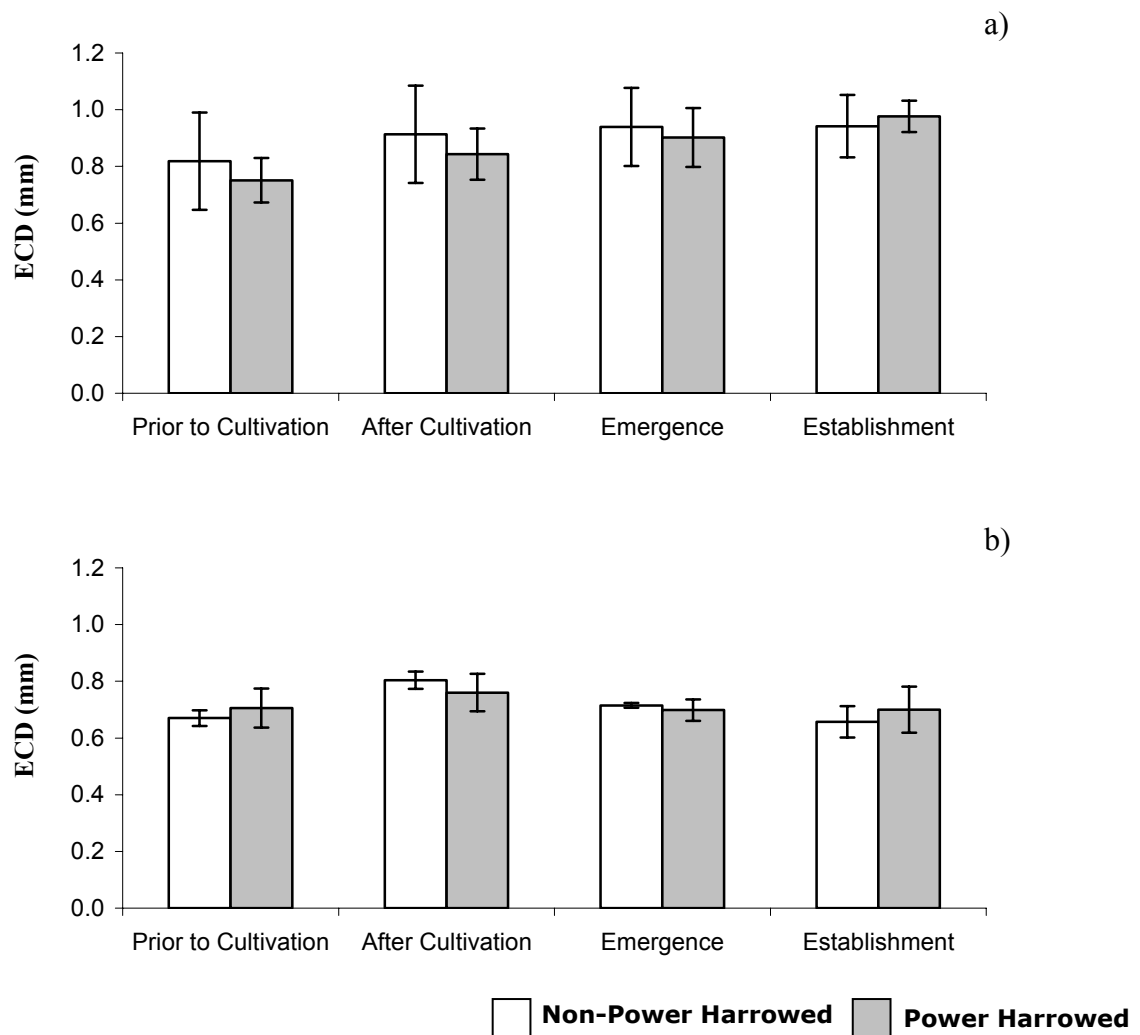 a)
1.2
1.0
0.8
0.6
0.4
0.2
0.0
ECD (mm)
Prior to Cultivation After Cultivation Emergence Establishment
b)
1.2
1.0
0.8
0.6
0.4
0.2
0.0
ECD (mm)
Prior to Cultivation After Cultivation Emergence Establishment
Non-Power Harrowed Power Harrowed